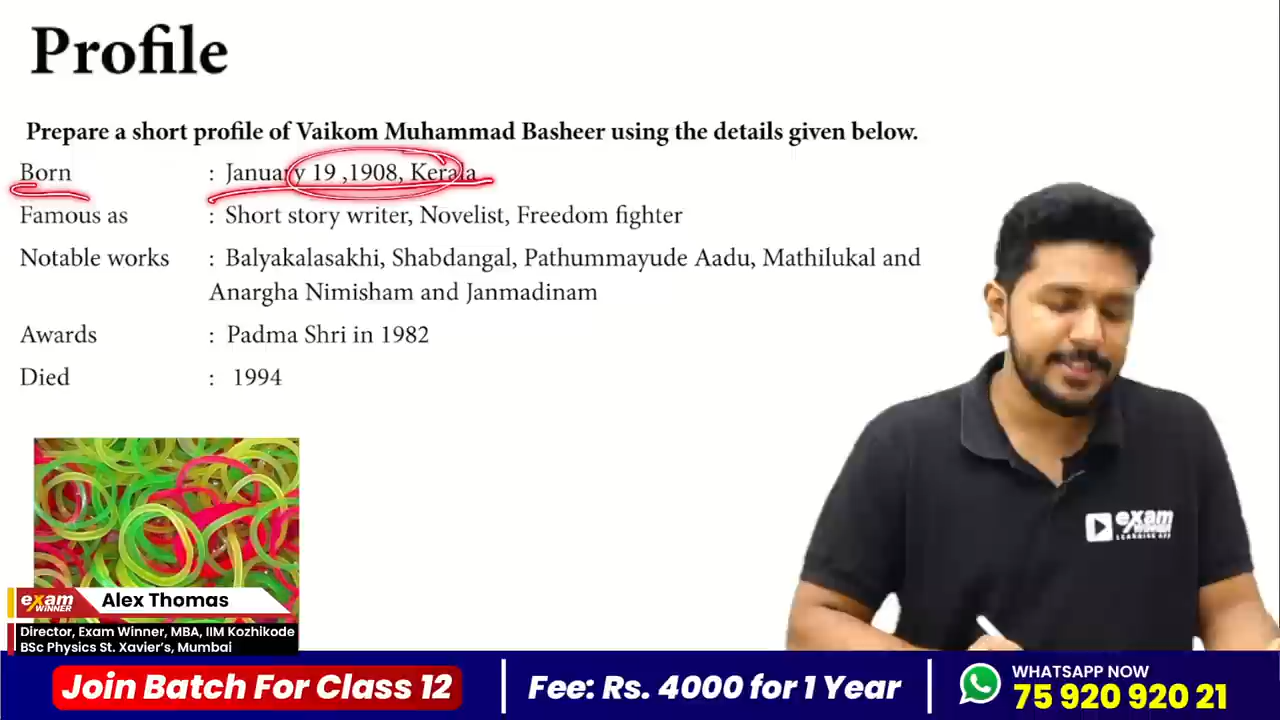 Profile
Prepare a short profile of Vaikom Muhammad Basheer using the details given below.
Born : January 19 ,1908, Kerala
Famous as : Short story writer, Novelist, Freedom fighter
Notable works : Balyakalasakhi, Shabdangal, Pathummayude Aadu, Mathilukal and
Anargha Nimisham and Janmadinam
Awards : Padma Shri in 1982
Died : 1994
exam
WINNER
LEARNING APP
exam
WINNER
Alex Thomas
Director, Exam Winner, MBA, IIM Kozhikode
BSc Physics St. Xavier's, Mumbai
Join Batch For Class 12
Fee: Rs. 4000 for 1 Year
WHATSAPP NOW
75 920 920 21